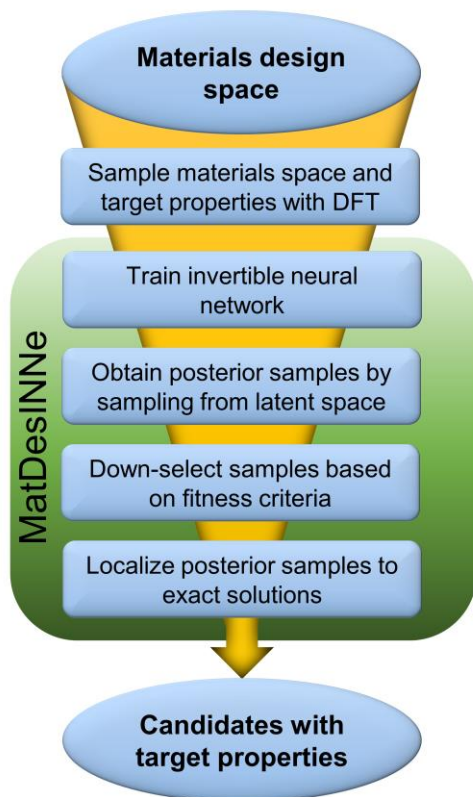 Materials design
space
Sample materials space and
target properties with DFT
MatDesINNe
Train invertible neural
network
Obtain posterior samples by
sampling from latent space
Down-select samples based
on fitness criteria
Localize posterior samples to
exact solutions
Candidates with
target properties